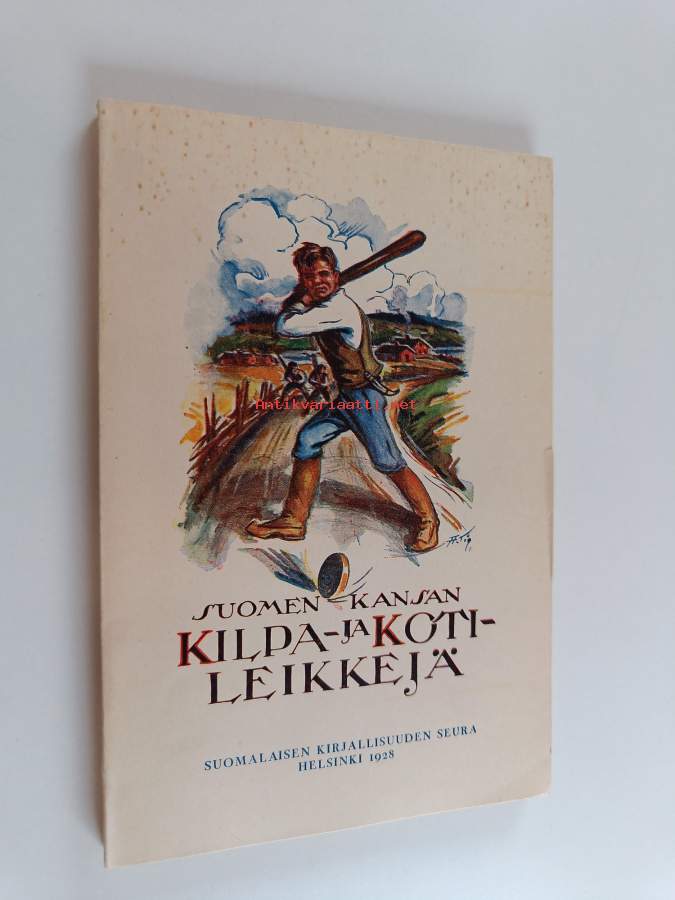 Antikvariaatti.net
SUOMEN KANSAN
KILPA-JA KOTI-
LEIKKEJÄ
SUOMALAISEN KIRJALLISUUDEN SEURA
HELSINKI 1928